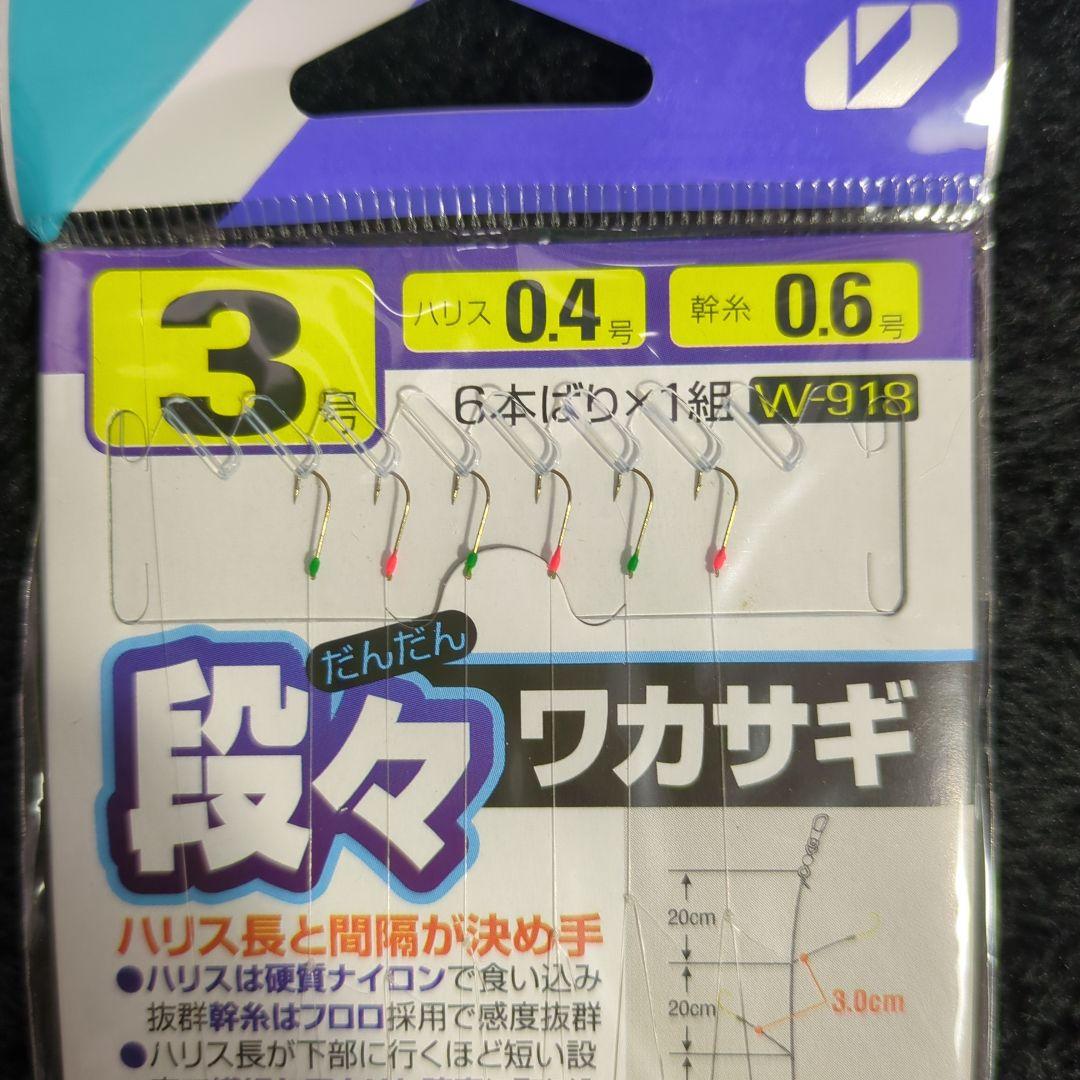 3号
ハリス 0.4号
幹糸 0.6号
6本ばり×1組 W-918
だんだん
段々
ワカサギ
ハリス長と間隔が決め手
●ハリスは硬質ナイロンで食い込み
抜群幹糸はフロロ採用で感度抜群
●ハリス長が下部に行くほど短い設
20cm
20cm
3.0cm